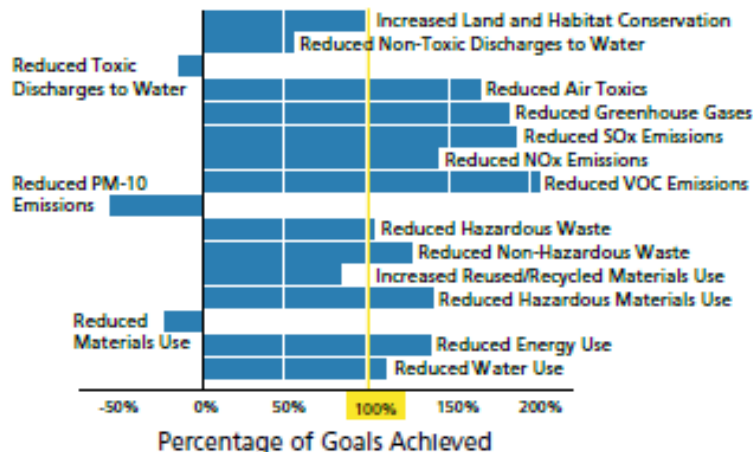 Increased Land and Habitat Conservation
Reduced Non-Toxic Discharges to Water
Reduced Toxic
Discharges to Water
Reduced Air Toxics
Reduced Greenhouse Gases
Reduced SOx Emissions
Reduced NOx Emissions
Reduced PM-10
Emissions
Reduced VOC Emissions
Reduced Hazardous Waste
Reduced Non-Hazardous Waste
Increased Reused/Recycled Materials Use
Reduced Hazardous Materials Use
Reduced
Materials Use
Reduced Energy Use
Reduced Water Use
-50% 0% 50% 100% 150% 200%
Percentage of Goals Achieved